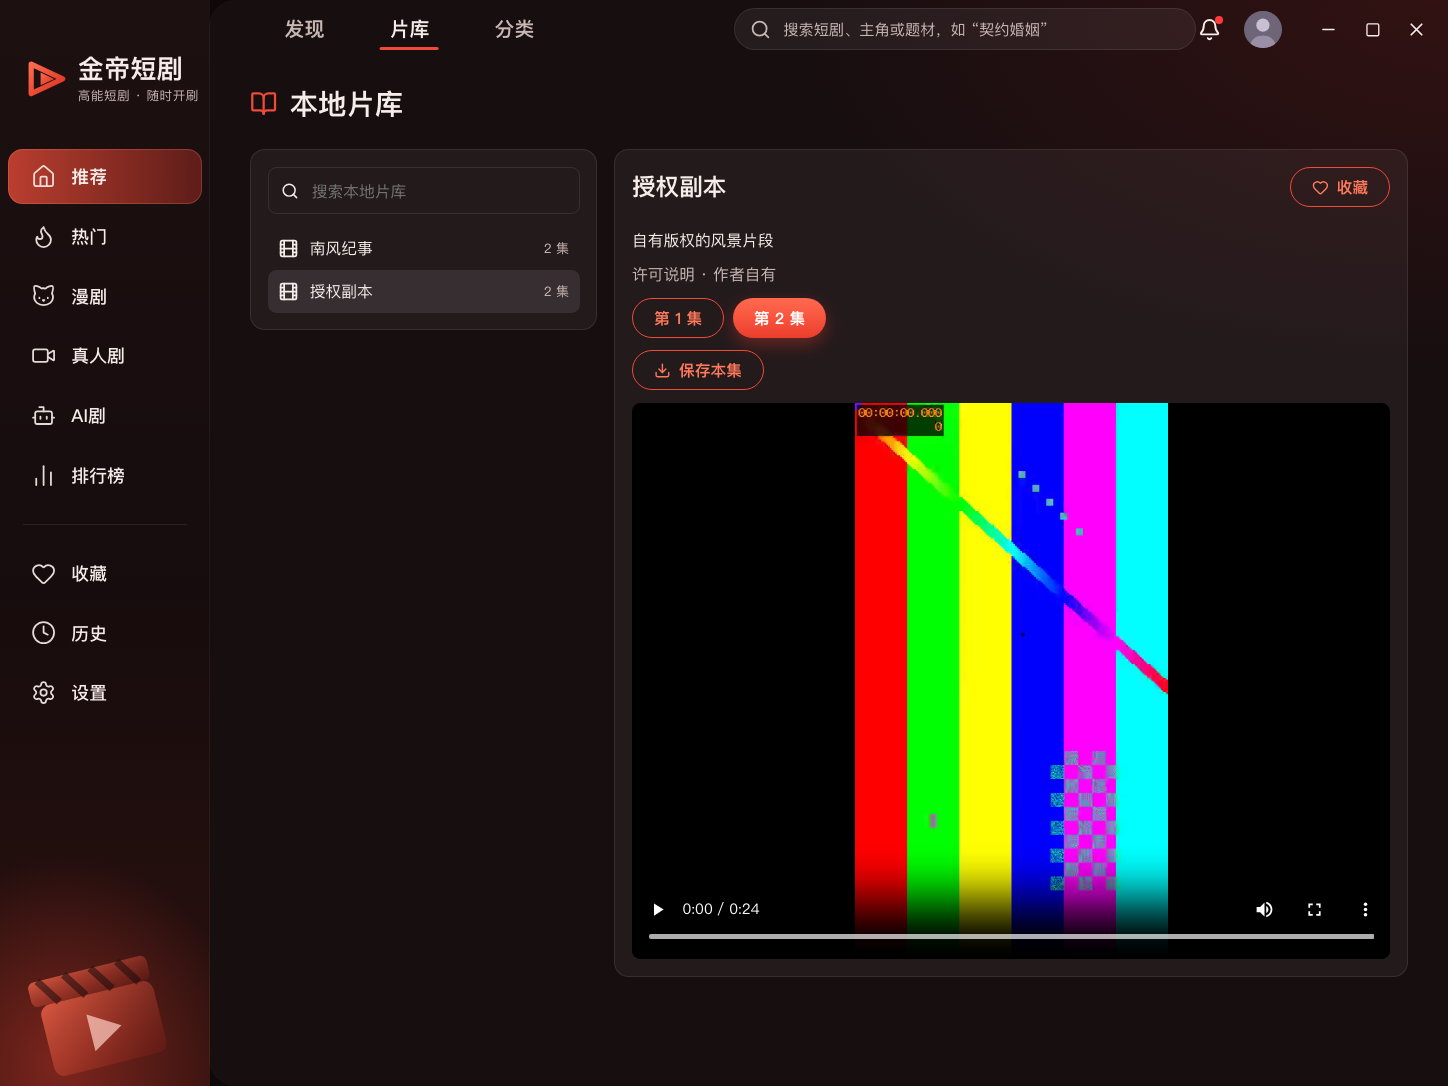 发现
片库
分类
搜索短剧、主角或题材，如 “契约婚姻”
金帝短剧
高能短剧 · 随时开刷
推荐
热门
漫剧
真人剧
AI剧
排行榜
收藏
历史
设置
本地片库
搜索本地片库
南风纪事 2 集
授权副本 2 集
授权副本
收藏
自有版权的风景片段
许可说明 · 作者自有
第 1 集
第 2 集
保存本集
00:00:00.000
0
0:00 / 0:24